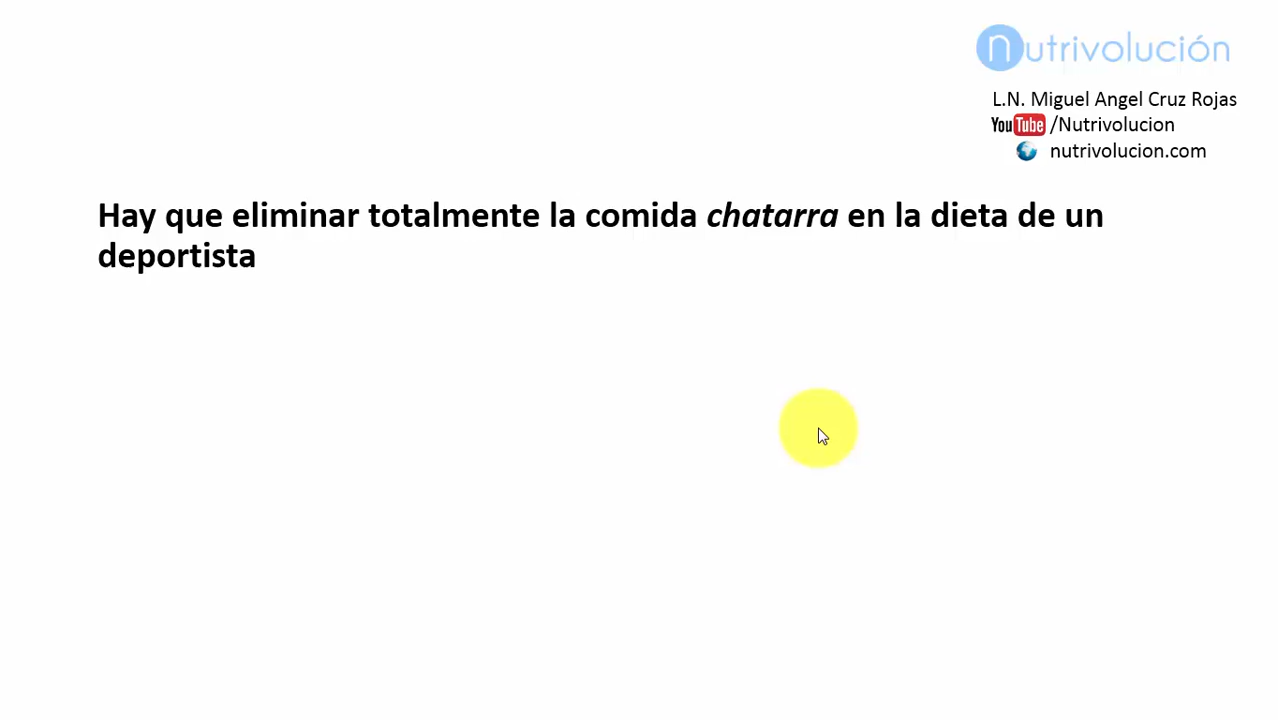 nutrivolución
L.N. Miguel Angel Cruz Rojas
YouTube /Nutrivolucion
nutrivolucion.com
Hay que eliminar totalmente la comida chatarra en la dieta de un
deportista